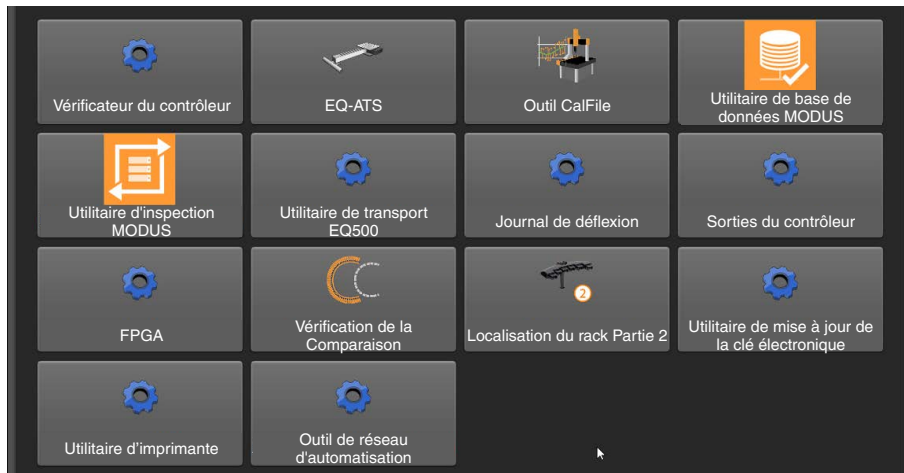 Vérificateur du contrôleur
EQ-ATS
Outil CalFile
Utilitaire de base de
données MODUS
Utilitaire d'inspection
MODUS
Utilitaire de transport
EQ500
Journal de déflexion
Sorties du contrôleur
FPGA
Vérification de la
Comparaison
2
Localisation du rack Partie 2
Utilitaire de mise à jour de
la clé électronique
Utilitaire d’imprimante
Outil de réseau
d'automatisation